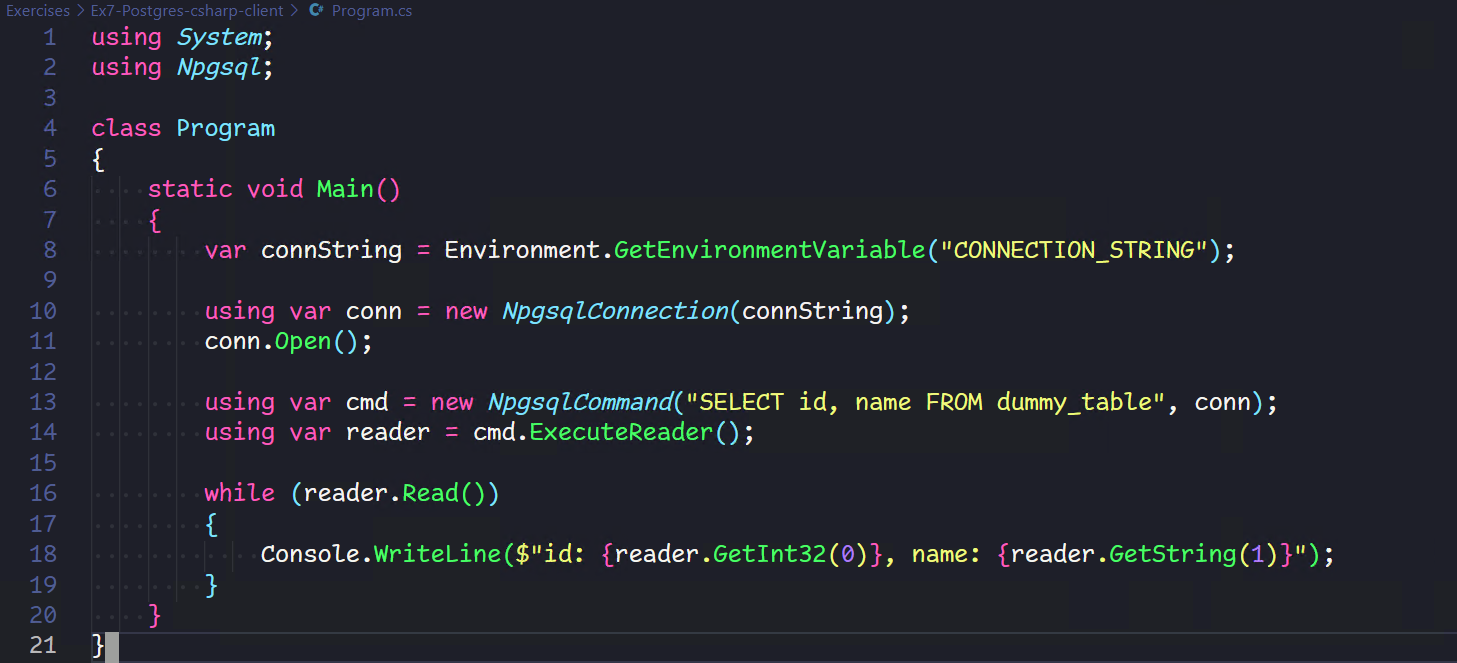 Exercises > Ex7-Postgres-csharp-client > C# Program.cs
1 using System;
2 using Npgsql;
3
4 class Program
5 {
6     static void Main()
7     {
8         var connString = Environment.GetEnvironmentVariable("CONNECTION_STRING");
9
10         using var conn = new NpgsqlConnection(connString);
11         conn.Open();
12
13         using var cmd = new NpgsqlCommand("SELECT id, name FROM dummy_table", conn);
14         using var reader = cmd.ExecuteReader();
15
16         while (reader.Read())
17         {
18             Console.WriteLine($"id: {reader.GetInt32(0)}, name: {reader.GetString(1)}");
19         }
20     }
21 }